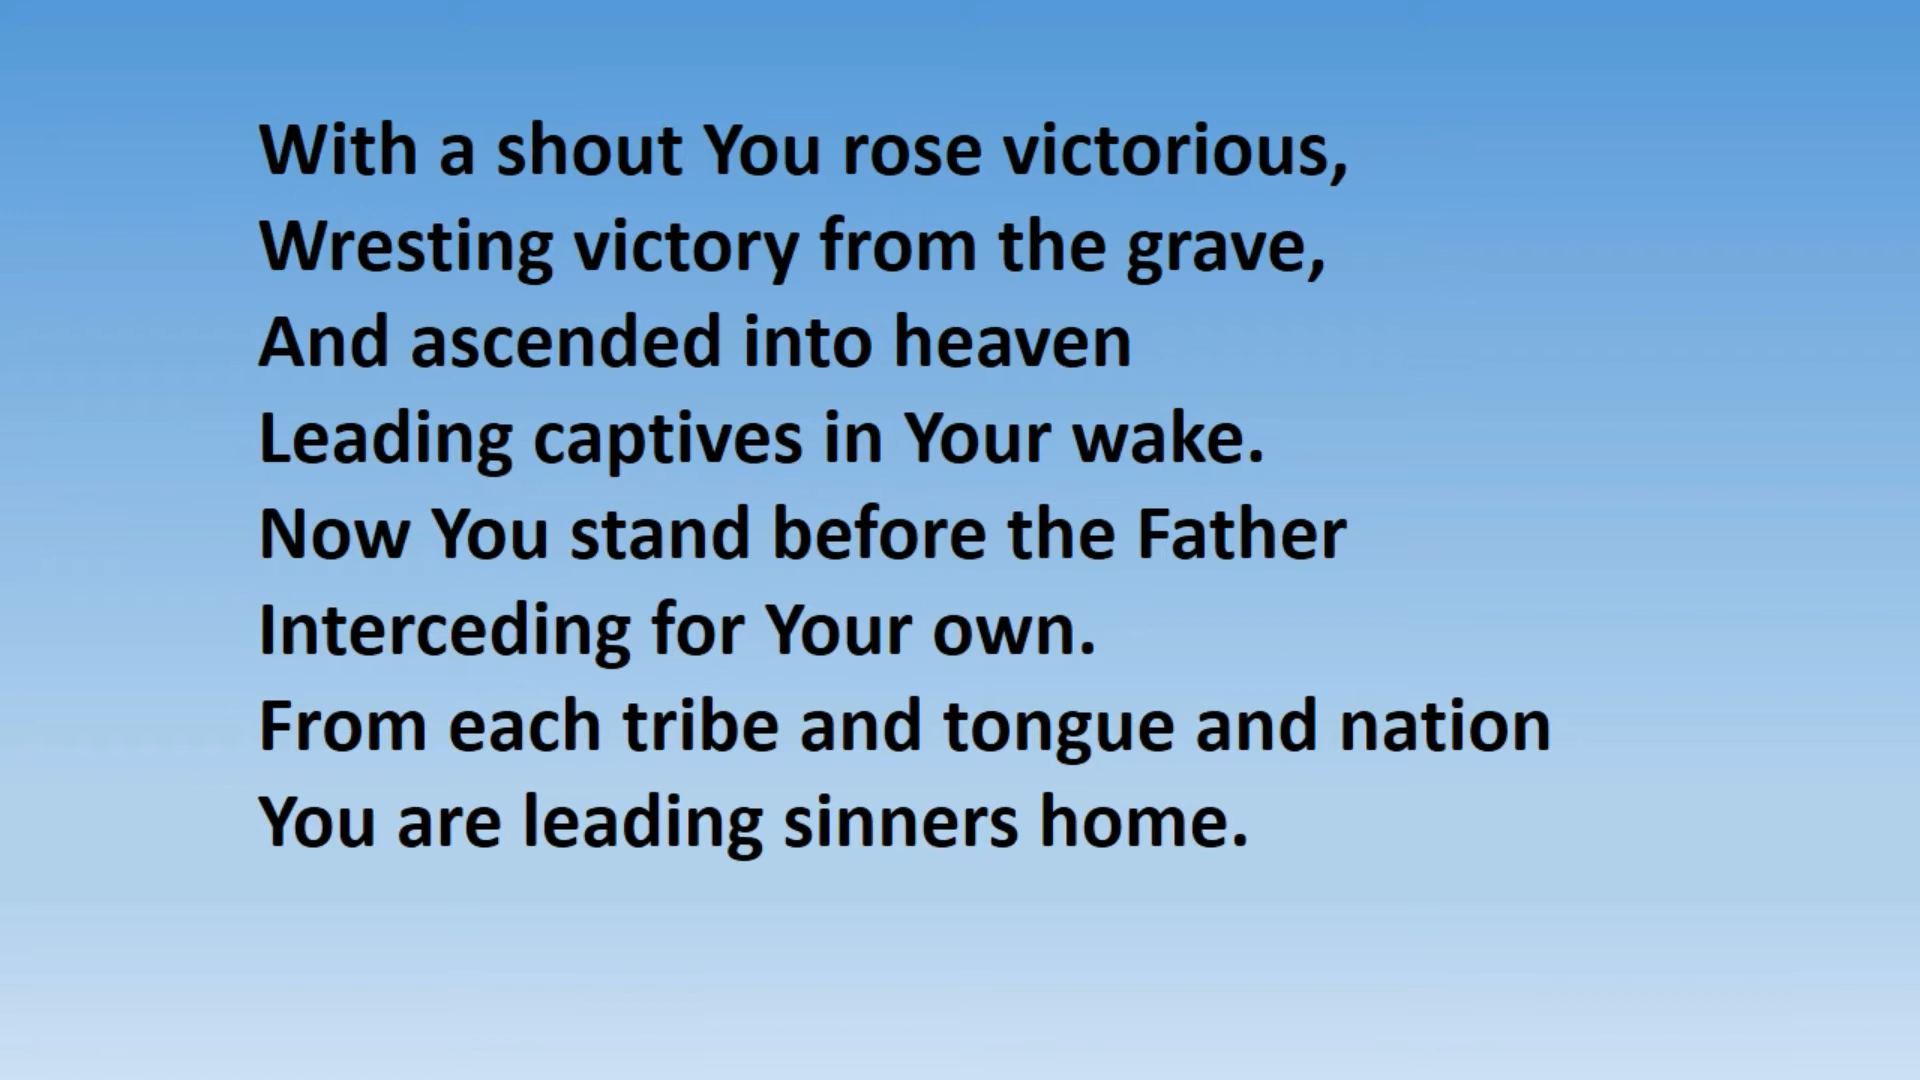 With a shout You rose victorious,
Wresting victory from the grave,
And ascended into heaven
Leading captives in Your wake.
Now You stand before the Father
Interceding for Your own.
From each tribe and tongue and nation
You are leading sinners home.